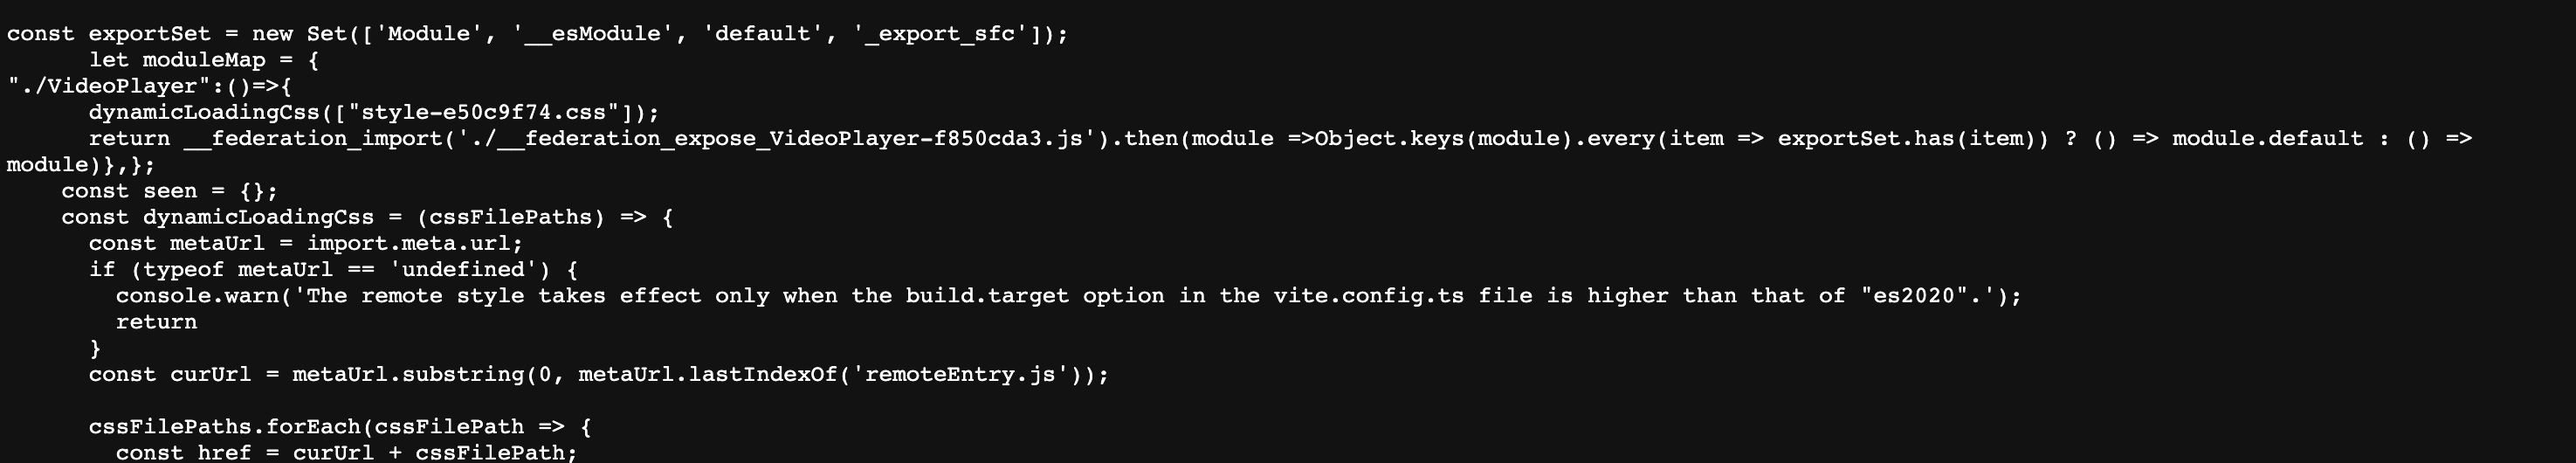 const exportSet = new Set(['Module', '__esModule', 'default', '_export_sfc']);
      let moduleMap = {
"./VideoPlayer":()=>{
      dynamicLoadingCss(["style-e50c9f74.css"]);
      return __federation_import('./__federation_expose_VideoPlayer-f850cda3.js').then(module =>Object.keys(module).every(item => exportSet.has(item)) ? () => module.default : () =>
module)},};
    const seen = {};
    const dynamicLoadingCss = (cssFilePaths) => {
      const metaUrl = import.meta.url;
      if (typeof metaUrl == 'undefined') {
        console.warn('The remote style takes effect only when the build.target option in the vite.config.ts file is higher than that of "es2020".');
        return
      }
      const curUrl = metaUrl.substring(0, metaUrl.lastIndexOf('remoteEntry.js'));

      cssFilePaths.forEach(cssFilePath => {
        const href = curUrl + cssFilePath;